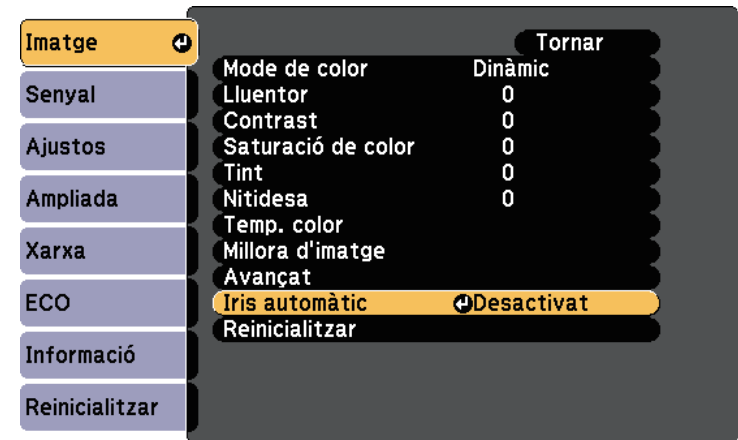 Imatge
Senyal
Ajustos
Ampliada
Xarxa
ECO
Informació
Reinicialitzar
Tornar
Mode de color Dinàmic
Lluentor 0
Contrast 0
Saturació de color 0
Tint 0
Nitidesa 0
Temp. color
Millora d'imatge
Avançat
Iris automàtic Desactivat
Reinicialitzar